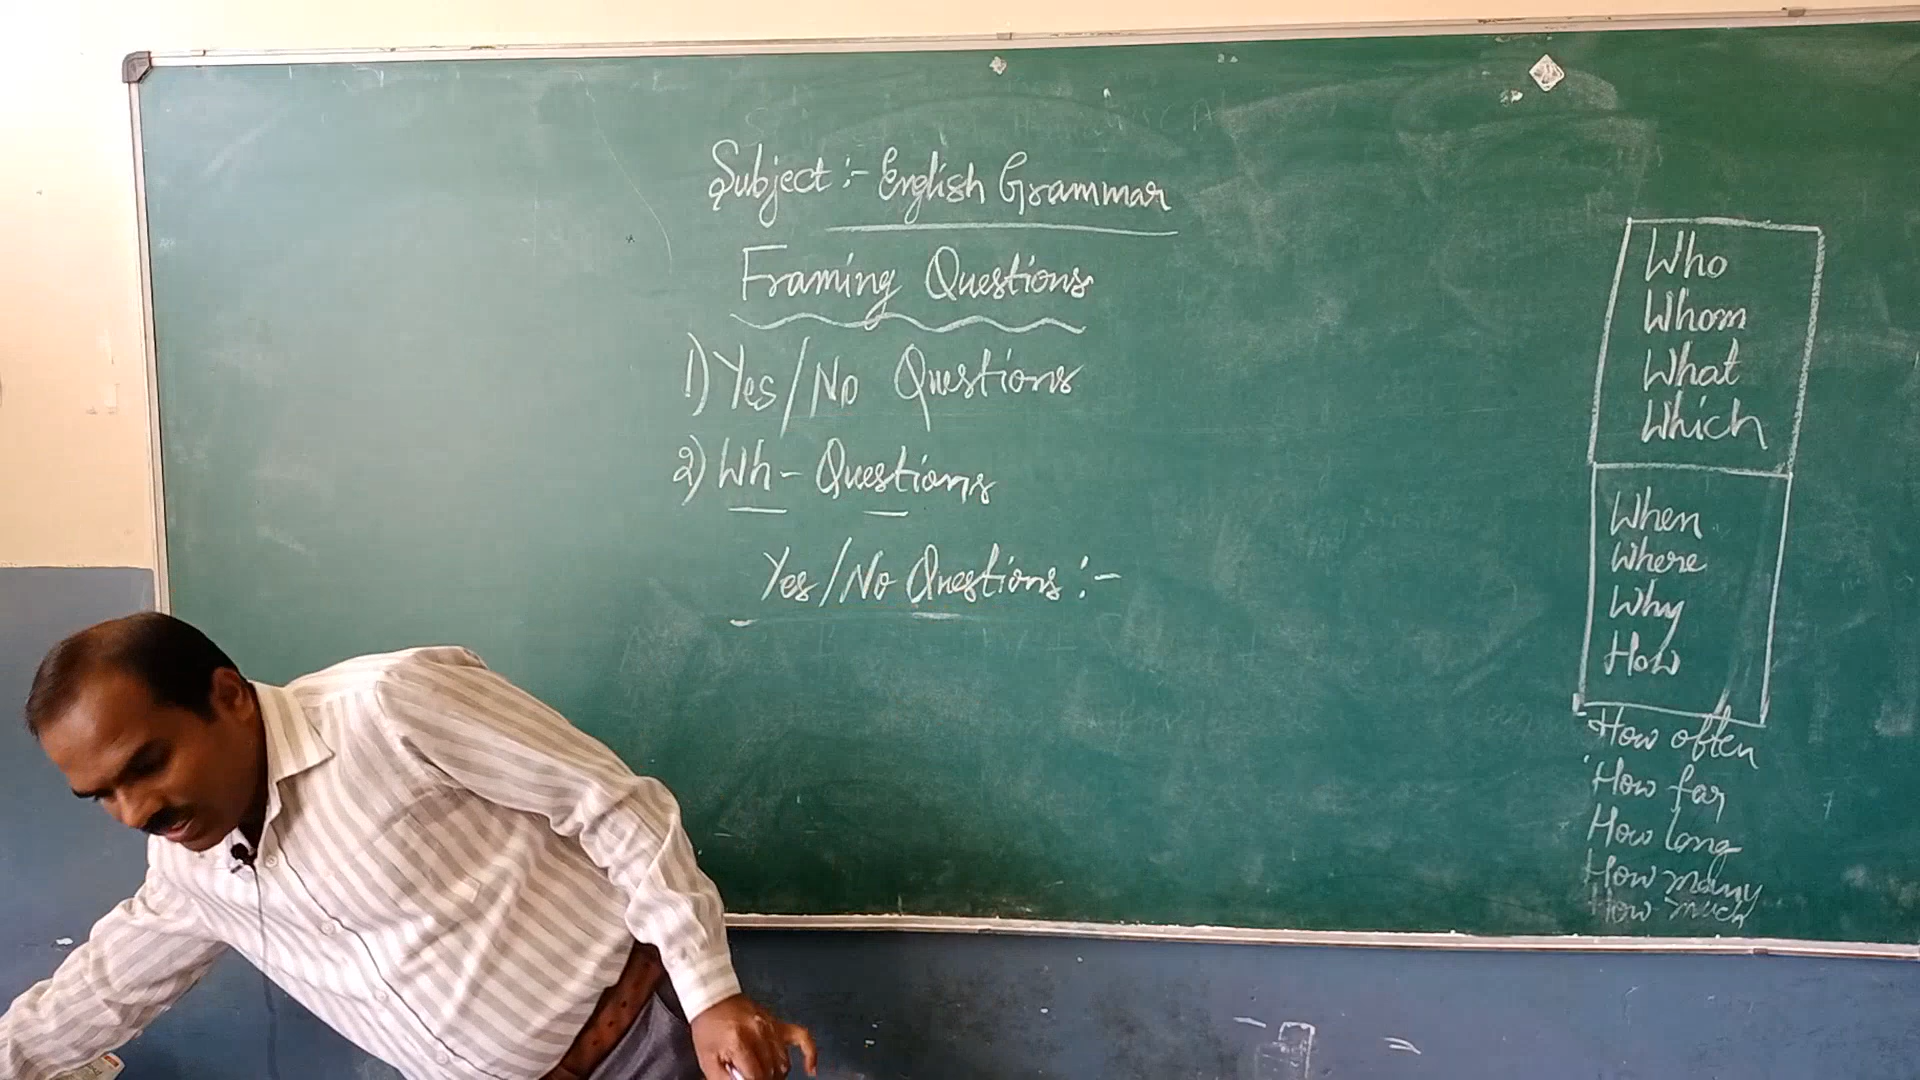 Subject :- English Grammar
Framing Questions
1) Yes/No Questions
2) Wh- Questions
Yes/No Questions :-
Who
Whom
What
Which
When
Where
Why
How
How often
How far
How long
How many
How much